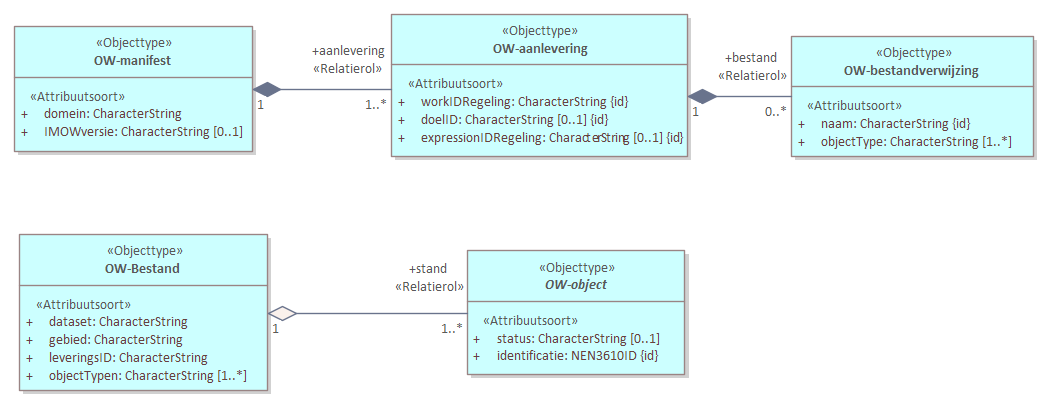 «Objecttype»
OW-manifest
«Attribuutsoort»
+ domein: CharacterString
+ IMOWversie: CharacterString [0..1]
+aanlevering
«Relatierol»
1
1..*
«Objecttype»
OW-aanlevering
«Attribuutsoort»
+ workIDRegeling: CharacterString {id}
+ doelID: CharacterString [0..1] {id}
+ expressionIDRegeling: CharacterString [0..1] {id}
+bestand
«Relatierol»
1
0..*
«Objecttype»
OW-bestandverwijzing
«Attribuutsoort»
+ naam: CharacterString {id}
+ objectType: CharacterString [1..*]
«Objecttype»
OW-Bestand
«Attribuutsoort»
+ dataset: CharacterString
+ gebied: CharacterString
+ leveringsID: CharacterString
+ objectTypen: CharacterString [1..*]
+stand
«Relatierol»
1
1..*
«Objecttype»
OW-object
«Attribuutsoort»
+ status: CharacterString [0..1]
+ identificatie: NEN3610ID {id}